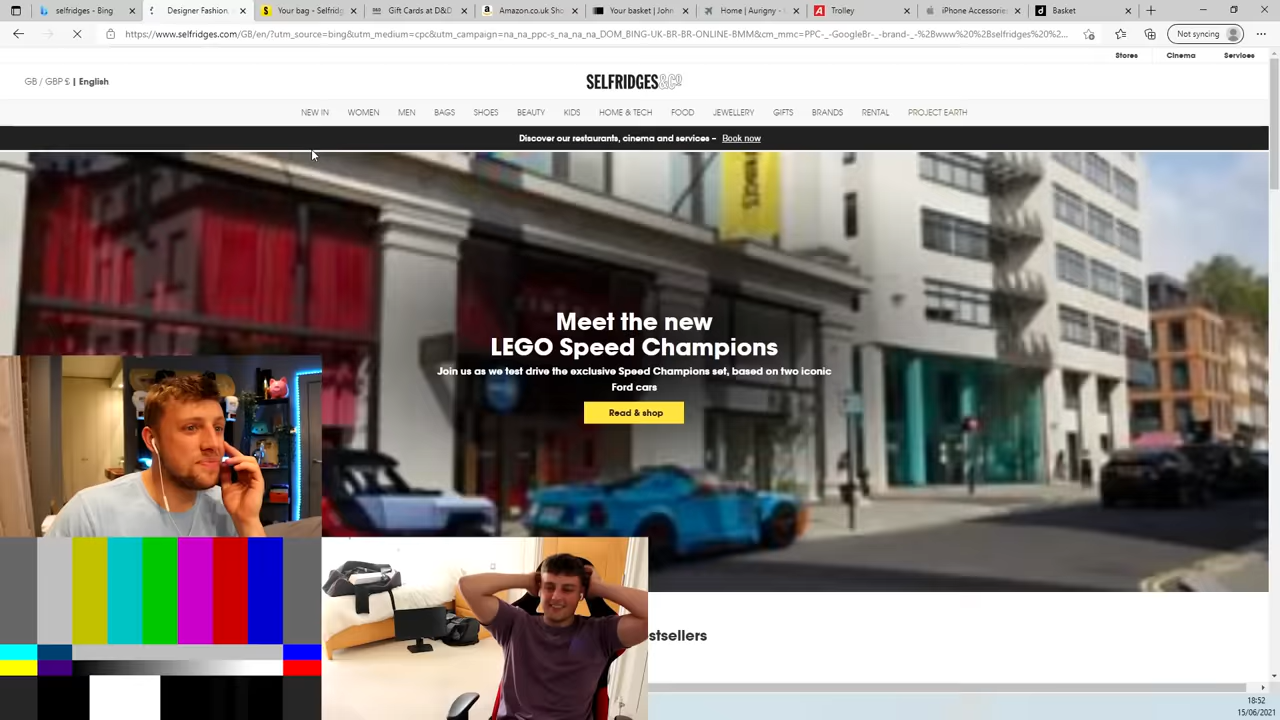 selfridges - Bing
Designer Fashion,
Your bag - Selfrid
Gift Cards at D&D
Amazon.co.uk Sho
Your basket | John
Home | Aurigny - V
Trolley
iPhone Accessories
Basket
https://www.selfridges.com/GB/en/?utm_source=bing&utm_medium=cpc&utm_campaign=na_na_ppc-s_na_na_na_DOM_BING-UK-BR-BR-ONLINE-BMM&cm_mmc=PPC-_-GoogleBr-_-brand-_-%2Bwww%20%2Bselfridges%20%2...
Not syncing
Stores Cinema Services
GB / GBP £ | English
SELFRIDGES&Co
NEW IN WOMEN MEN BAGS SHOES BEAUTY KIDS HOME & TECH FOOD JEWELLERY GIFTS BRANDS RENTAL PROJECT EARTH
Discover our restaurants, cinema and services – Book now
Meet the new
LEGO Speed Champions
Join us as we test drive the exclusive Speed Champions set, based on two iconic
Ford cars
Read & shop
stsellers
18:52
15/06/2021